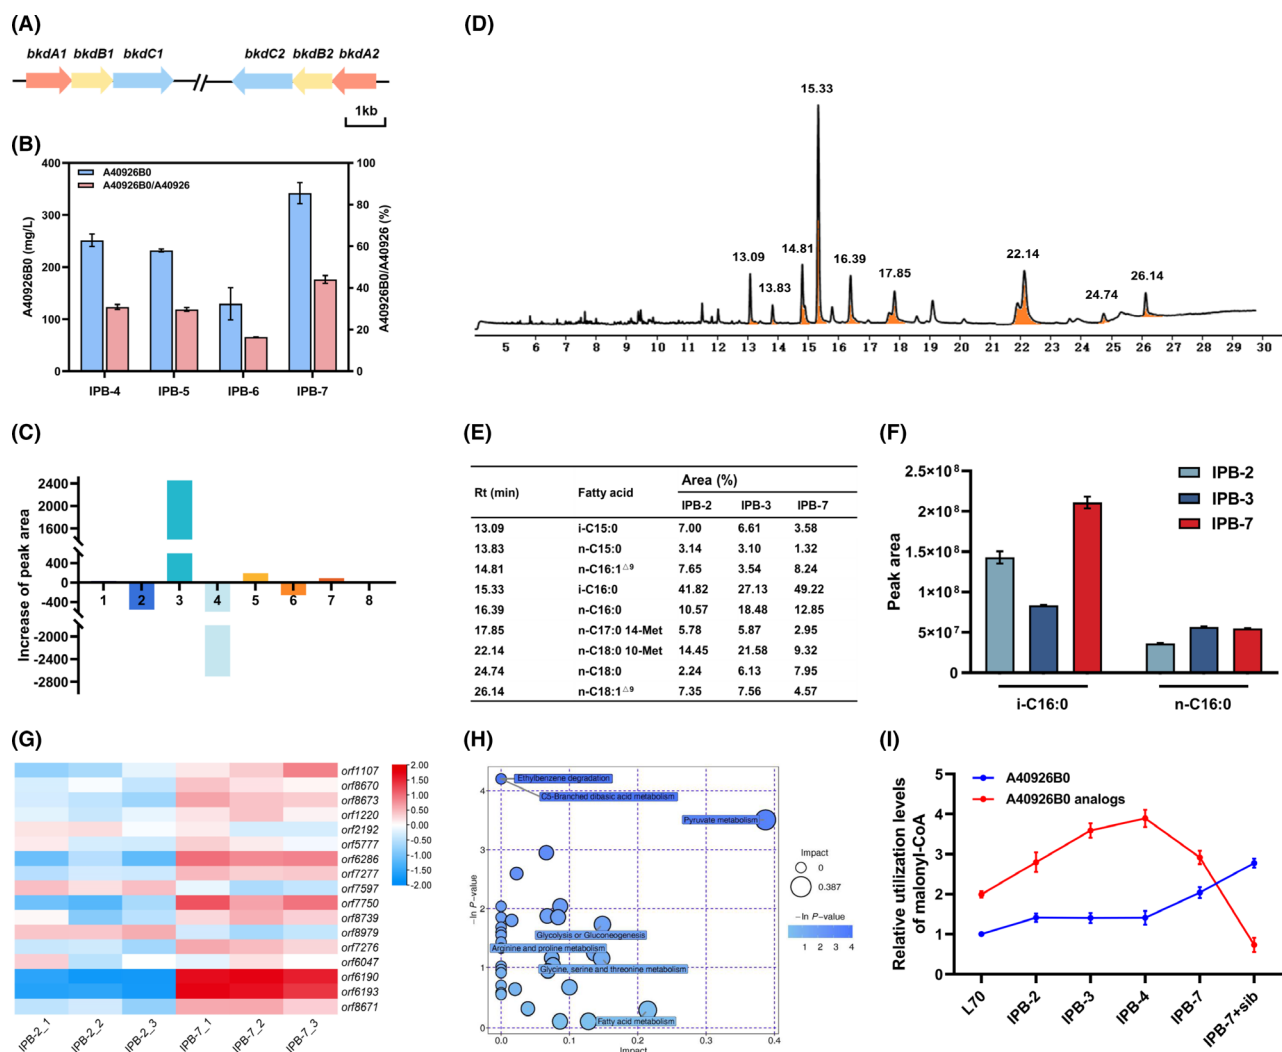 (A)
bkdA1 bkdB1 bkdC1 bkdC2 bkdB2 bkdA2
1kb
(B)
A40926B0
A40926B0/A40926
A40926B0 (mg/L)
400
300
200
100
0
A40926B0/A40926 (%)
100
80
60
40
20
0
IPB-4 IPB-5 IPB-6 IPB-7
(C)
Increase of peak area
2400
2000
1600
400
0
-400
-2000
-2400
-2800
1 2 3 4 5 6 7 8
(D)
13.09
13.83
14.81
15.33
16.39
17.85
22.14
24.74
26.14
5 6 7 8 9 10 11 12 13 14 15 16 17 18 19 20 21 22 23 24 25 26 27 28 29 30
(E)
Rt (min) Fatty acid Area (%)
IPB-2 IPB-3 IPB-7
13.09 i-C15:0 7.00 6.61 3.58
13.83 n-C15:0 3.14 3.10 1.32
14.81 n-C16:1△9 7.65 3.54 8.24
15.33 i-C16:0 41.82 27.13 49.22
16.39 n-C16:0 10.57 18.48 12.85
17.85 n-C17:0 14-Met 5.78 5.87 2.95
22.14 n-C18:0 10-Met 14.45 21.58 9.32
24.74 n-C18:0 2.24 6.13 7.95
26.14 n-C18:1△9 7.35 7.56 4.57
(F)
Peak area
2.5×10⁸
2×10⁸
1.5×10⁸
1×10⁸
5×10⁷
0
IPB-2
IPB-3
IPB-7
i-C16:0 n-C16:0
(G)
orf1107
orf8670
orf8673
orf1220
orf2192
orf5777
orf6286
orf7277
orf7597
orf7750
orf8739
orf8979
orf7276
orf6047
orf6190
orf6193
orf8671
2.00
1.50
1.00
0.50
0.00
-0.50
-1.00
-1.50
-2.00
IPB-2_1 IPB-2_2 IPB-2_3 IPB-7_1 IPB-7_2 IPB-7_3
(H)
-ln P-value
4
3
2
1
0
Ethylbenzene degradation
C5-Branched dibasic acid metabolism
Pyruvate metabolism
Glycolysis or Gluconeogenesis
Arginine and proline metabolism
Glycine, serine and threonine metabolism
Fatty acid metabolism
0.0 0.1 0.2 0.3 0.4
Impact
Impact
0
0.387
−ln P−value
1 2 3 4
(I)
A40926B0
A40926B0 analogs
Relative utilization levels
of malonyl-CoA
5
4
3
2
1
0
L70 IPB-2 IPB-3 IPB-4 IPB-7 IPB-7+sib